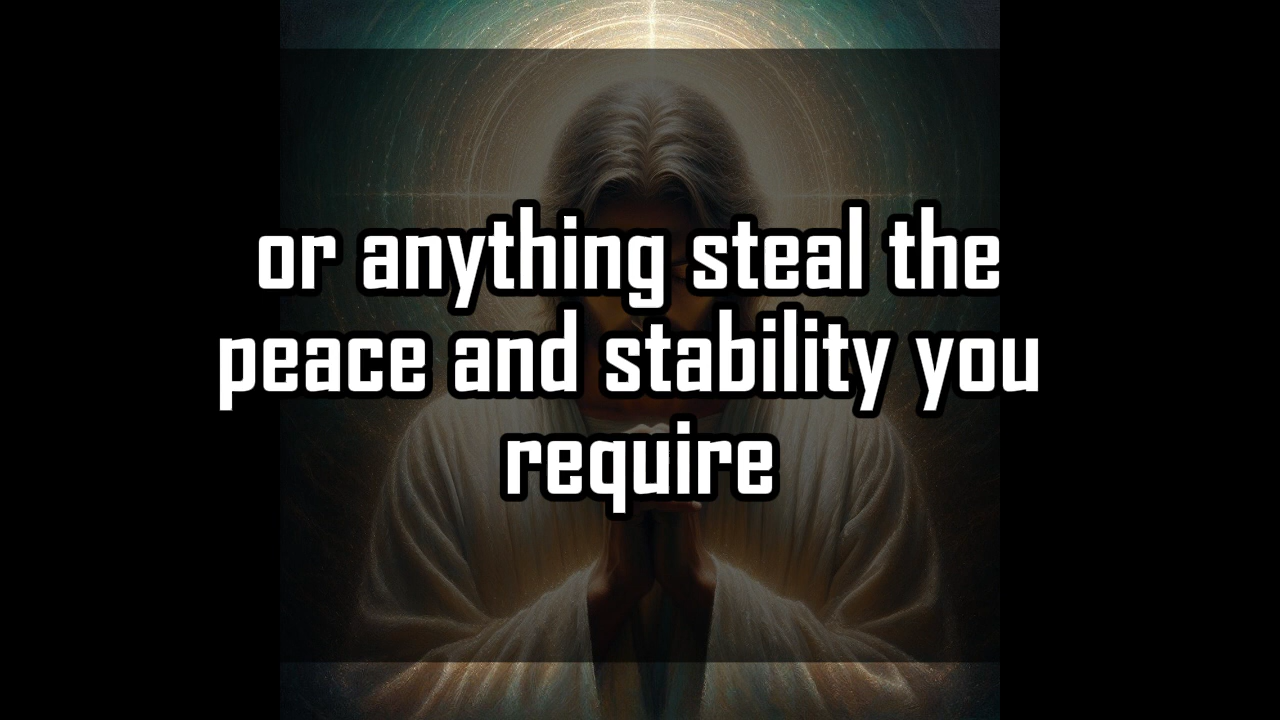 or anything steal the
peace and stability you
require